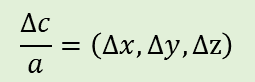 Δc/a = (Δx, Δy, Δz)